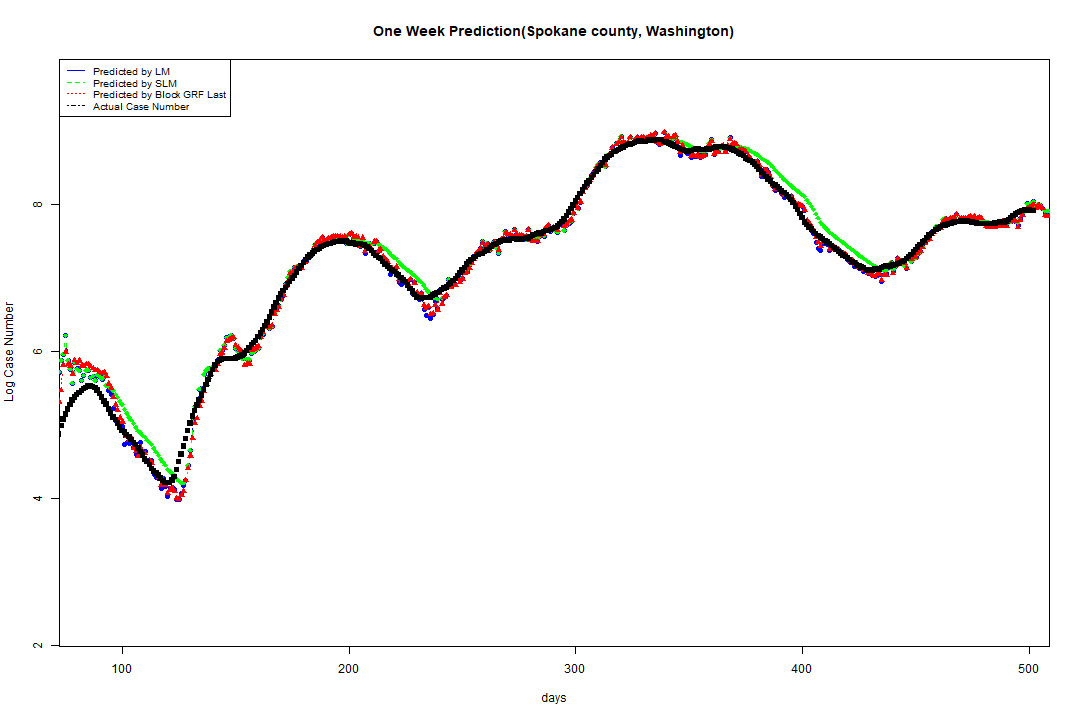 One Week Prediction(Spokane county, Washington)
Predicted by LM
Predicted by SLM
Predicted by Block GRF Last
Actual Case Number
Log Case Number
8
6
4
2
100 200 300 400 500
days